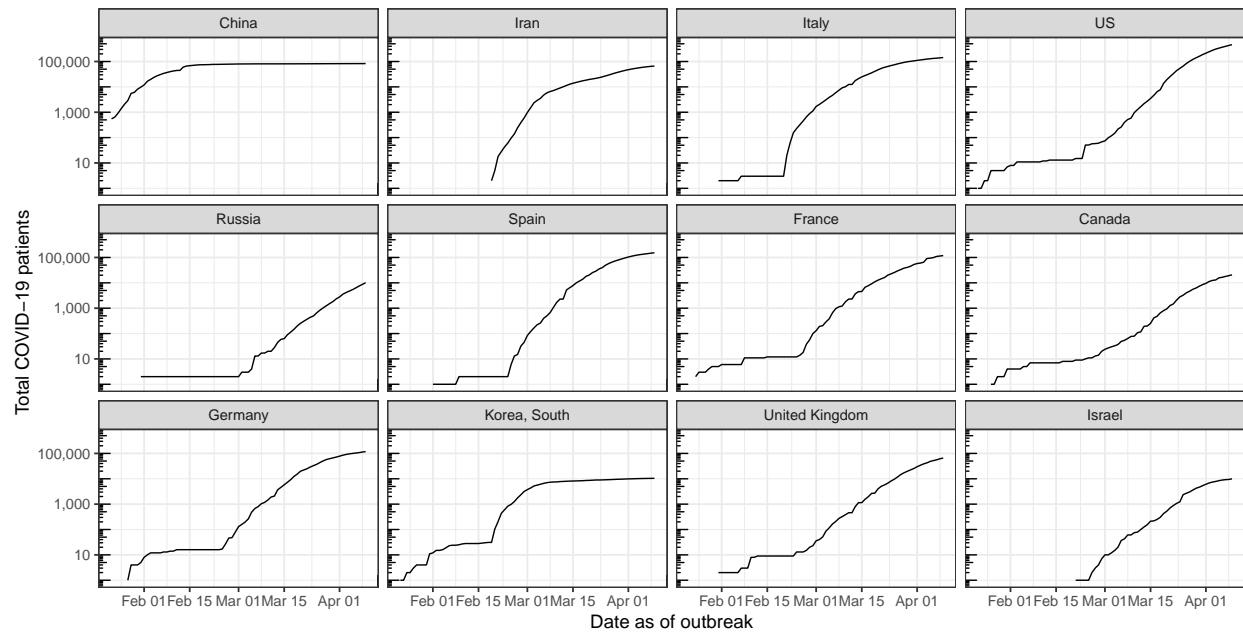 China Iran Italy US
100,000
1,000
10
Russia Spain France Canada
100,000
1,000
10
Germany Korea, South United Kingdom Israel
100,000
1,000
10
Feb 01 Feb 15 Mar 01 Mar 15 Apr 01 Feb 01 Feb 15 Mar 01 Mar 15 Apr 01 Feb 01 Feb 15 Mar 01 Mar 15 Apr 01 Feb 01 Feb 15 Mar 01 Mar 15 Apr 01
Date as of outbreak
Total COVID−19 patients